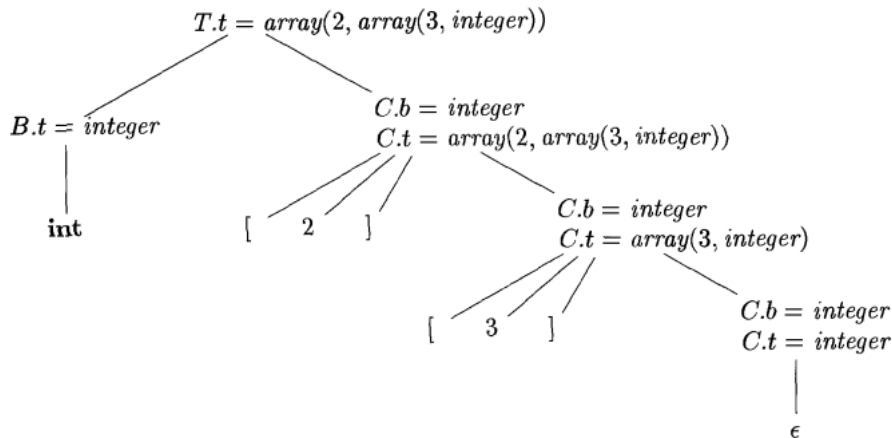 T.t = array(2, array(3, integer))
C.b = integer
B.t = integer
C.t = array(2, array(3, integer))
int
[ 2 ]
C.b = integer
C.t = array(3, integer)
[ 3 ]
C.b = integer
C.t = integer
ϵ